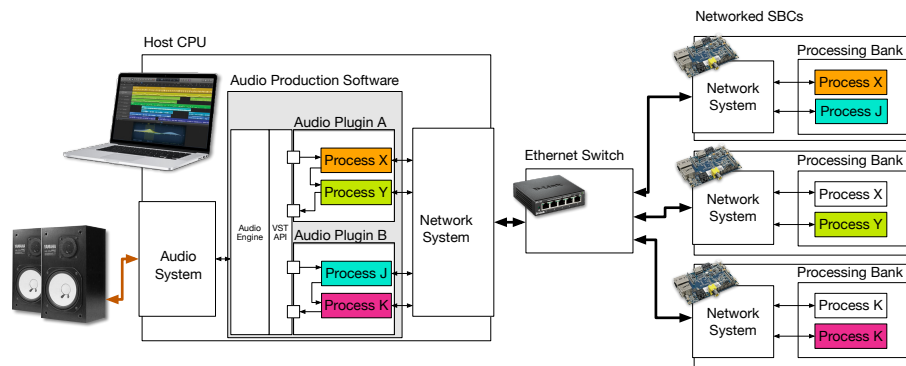 Networked SBCs
Host CPU
Processing Bank
Audio Production Software
Network
System
Process X
Process J
Audio Plugin A
Process X
Process Y
Ethernet Switch
D-Link
Processing Bank
Network
System
Process X
Process Y
Audio
Engine
VST
API
Network
System
Audio Plugin B
Audio
System
Process J
Process K
YAMAHA
Processing Bank
Network
System
Process K
Process K